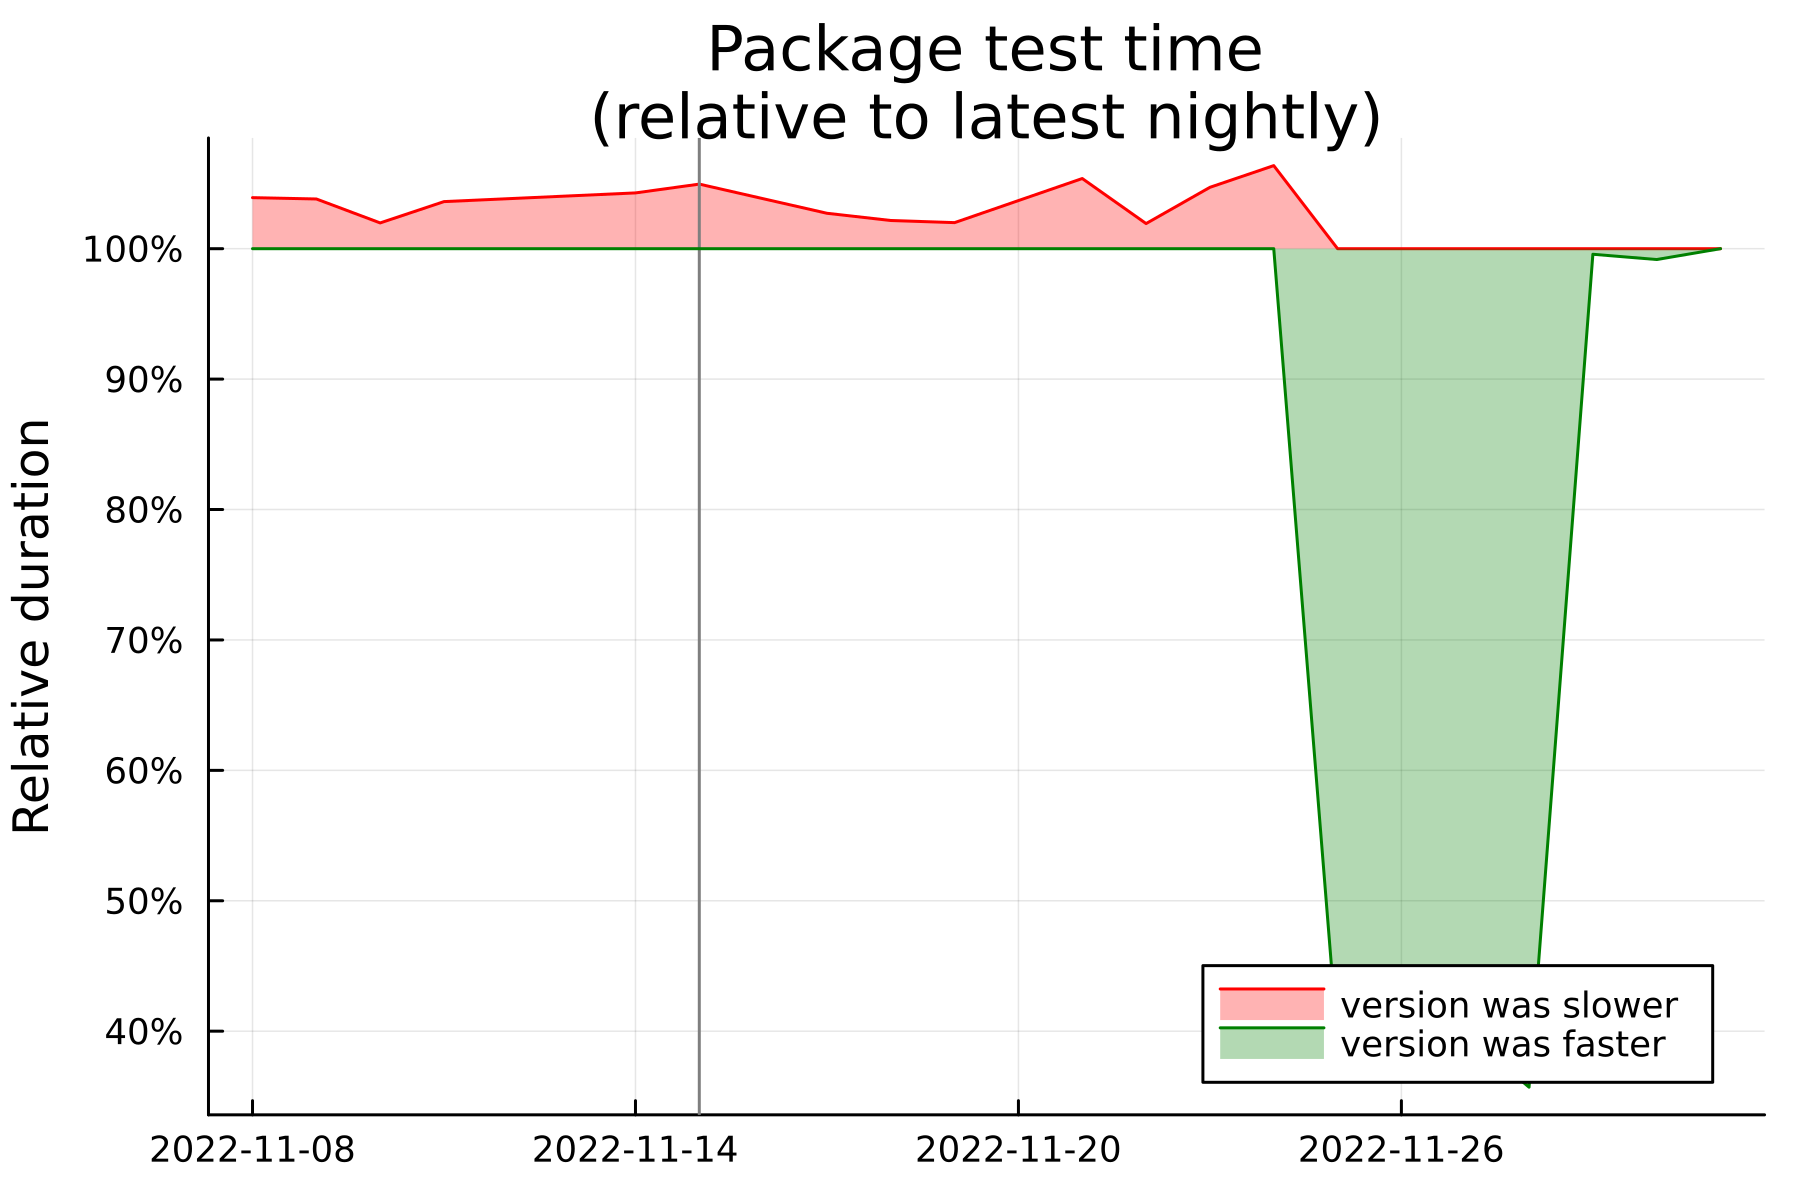 Package test time
(relative to latest nightly)
Relative duration
100%
90%
80%
70%
60%
50%
40%
version was slower
version was faster
2022-11-08
2022-11-14
2022-11-20
2022-11-26